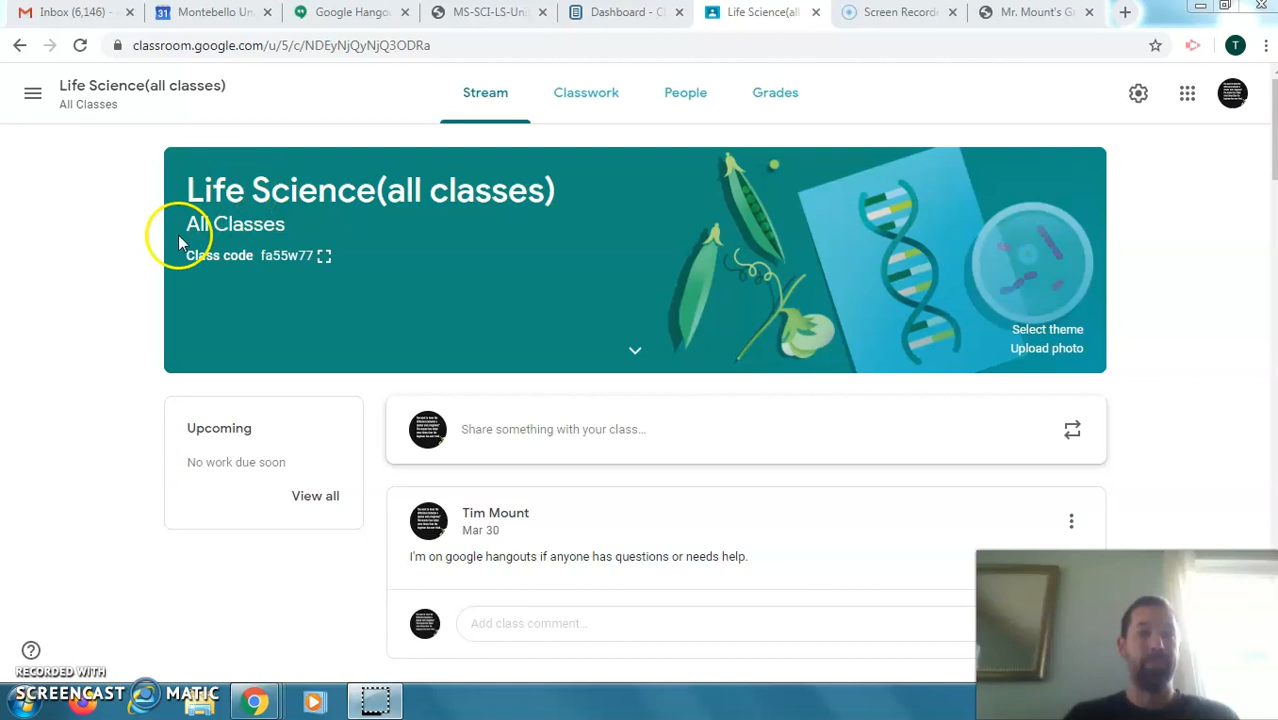 Inbox (6,146) -
Montebello Un
Google Hango
MS-SCI-LS-Uni
Dashboard - Cl
Life Science(all
Screen Record
Mr. Mount's G
classroom.google.com/u/5/c/NDEyNjQyNjQ3ODRa
T
Life Science(all classes)
All Classes
Stream
Classwork
People
Grades
Life Science(all classes)
All Classes
Class code fa55w77
Select theme
Upload photo
Upcoming
No work due soon
View all
Share something with your class...
Tim Mount
Mar 30
I'm on google hangouts if anyone has questions or needs help.
Add class comment...
RECORDED WITH
SCREENCAST MATIC